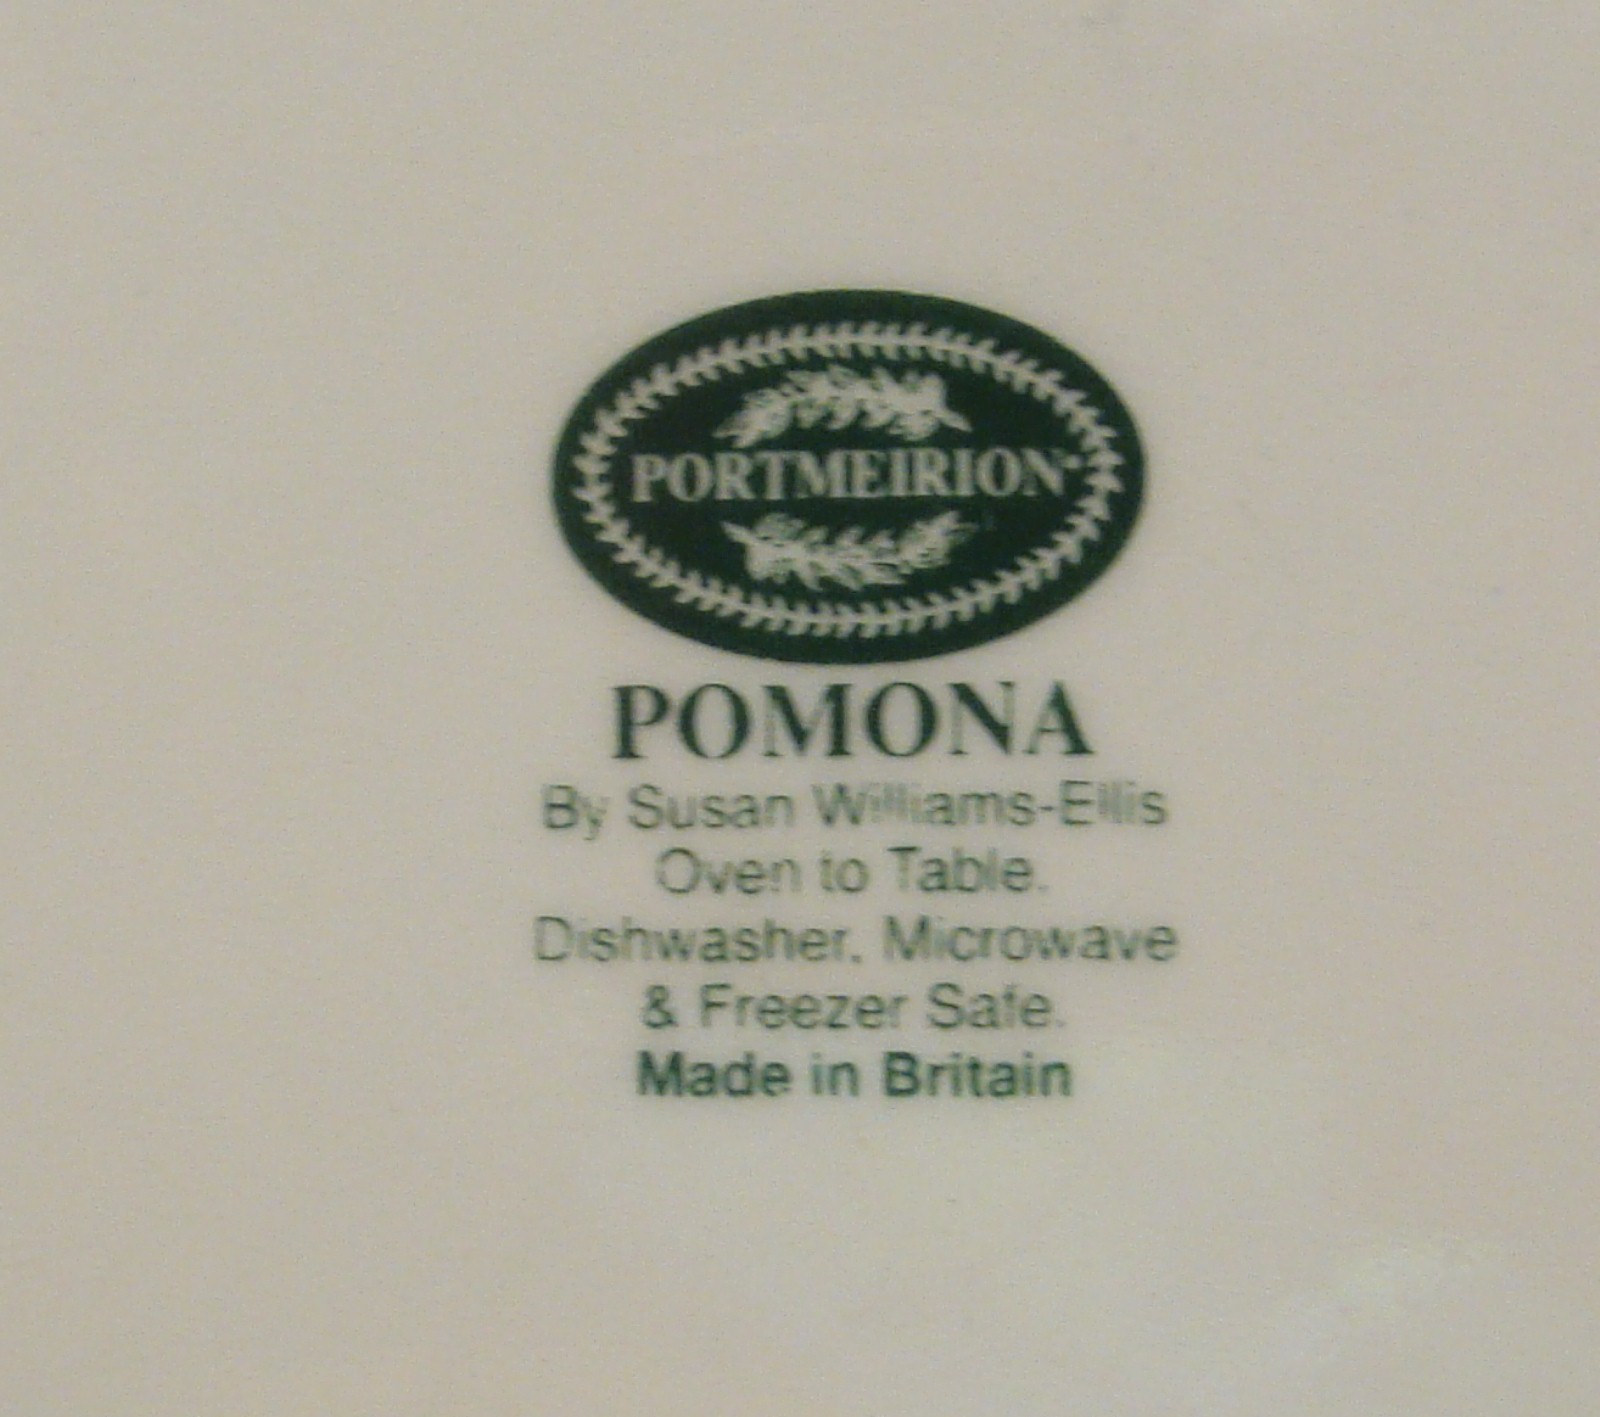 PORTMEIRION®
POMONA
By Susan Williams-Ellis
Oven to Table.
Dishwasher, Microwave
& Freezer Safe.
Made in Britain